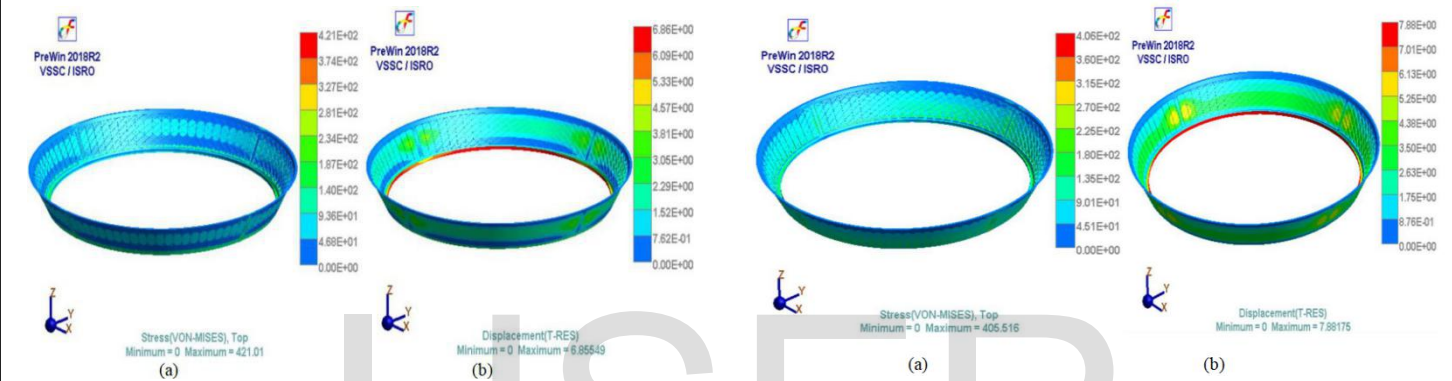 PreWin 2018R2
VSSC / ISRO
4.21E+02
3.74E+02
3.27E+02
2.81E+02
2.34E+02
1.87E+02
1.40E+02
9.36E+01
4.68E+01
0.00E+00
Z
Y
X
Stress(VON-MISES), Top
Minimum = 0 Maximum = 421.01
(a)
PreWin 2018R2
VSSC / ISRO
6.86E+00
6.09E+00
5.33E+00
4.57E+00
3.81E+00
3.05E+00
2.29E+00
1.52E+00
7.62E-01
0.00E+00
Z
Y
X
Displacement(T-RES)
Minimum = 0 Maximum = 6.85549
(b)
PreWin 2018R2
VSSC / ISRO
4.06E+02
3.60E+02
3.15E+02
2.70E+02
2.25E+02
1.80E+02
1.35E+02
9.01E+01
4.51E+01
0.00E+00
Z
Y
X
Stress(VON-MISES), Top
Minimum = 0 Maximum = 405.516
(a)
PreWin 2018R2
VSSC / ISRO
7.88E+00
7.01E+00
6.13E+00
5.25E+00
4.38E+00
3.50E+00
2.63E+00
1.75E+00
8.76E-01
0.00E+00
Z
Y
X
Displacement(T-RES)
Minimum = 0 Maximum = 7.88175
(b)
IJSER